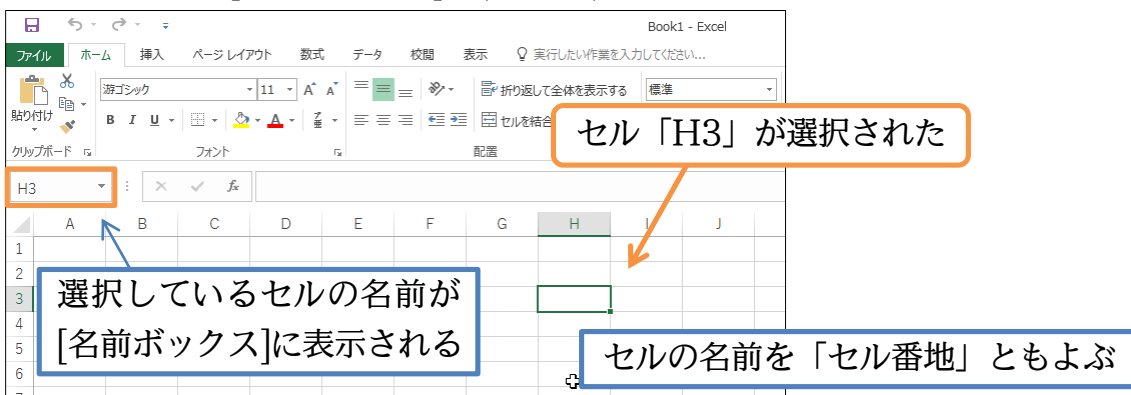 Book1 - Excel
ファイル ホーム 挿入 ページ レイアウト 数式 データ 校閲 表示 実行したい作業を入力してください...
游ゴシック 11 A A 折り返して全体を表示する 標準
貼り付け B I U A セルを結合
クリップボード フォント 配置
セル「H3」が選択された
H3 fx
A B C D E F G H I J
1
2
3
4
5
6
選択しているセルの名前が
[名前ボックス]に表示される
セルの名前を「セル番地」ともよぶ